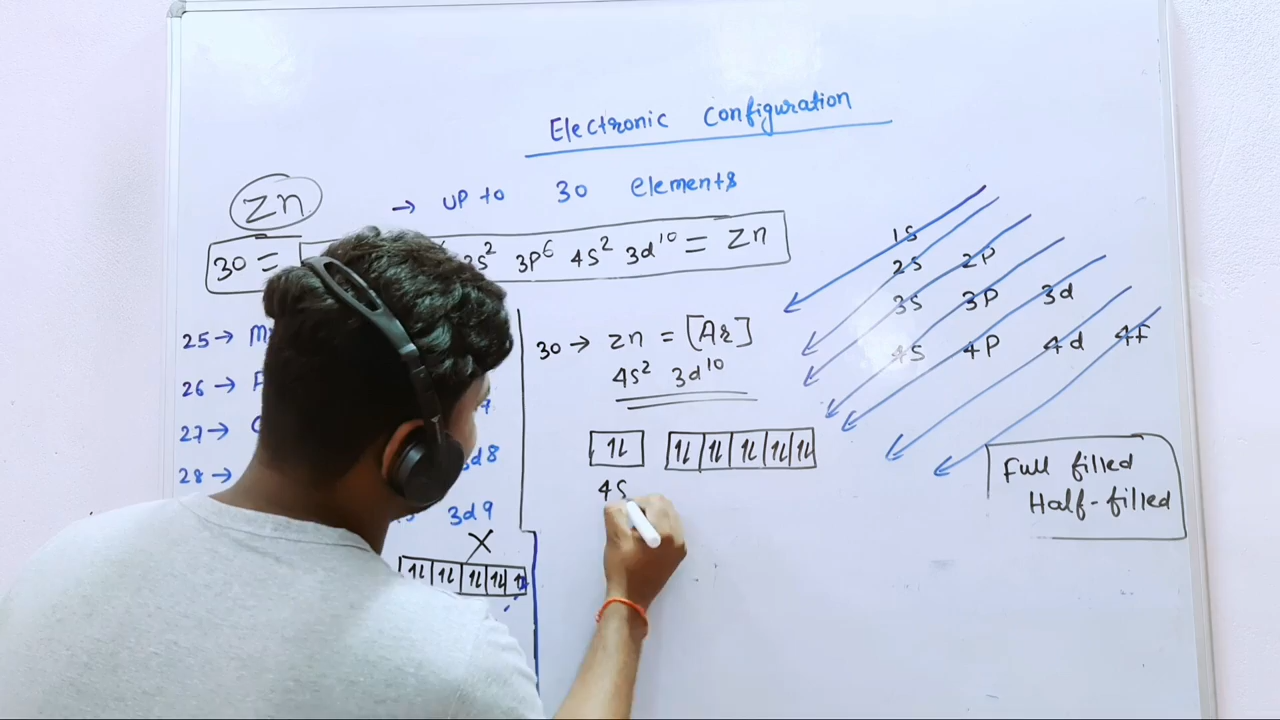 Electronic Configuration
Zn
→ UP to 30 elements
30 = 3s² 3p⁶ 4s² 3d¹⁰ = Zn
25 →
26 →
27 →
28 → 3d8
3d9
X
30 → Zn = [Ar]
4s² 3d¹⁰
4s
1s
2s 2p
3s 3p 3d
4s 4p 4d 4f
Full filled
Half-filled